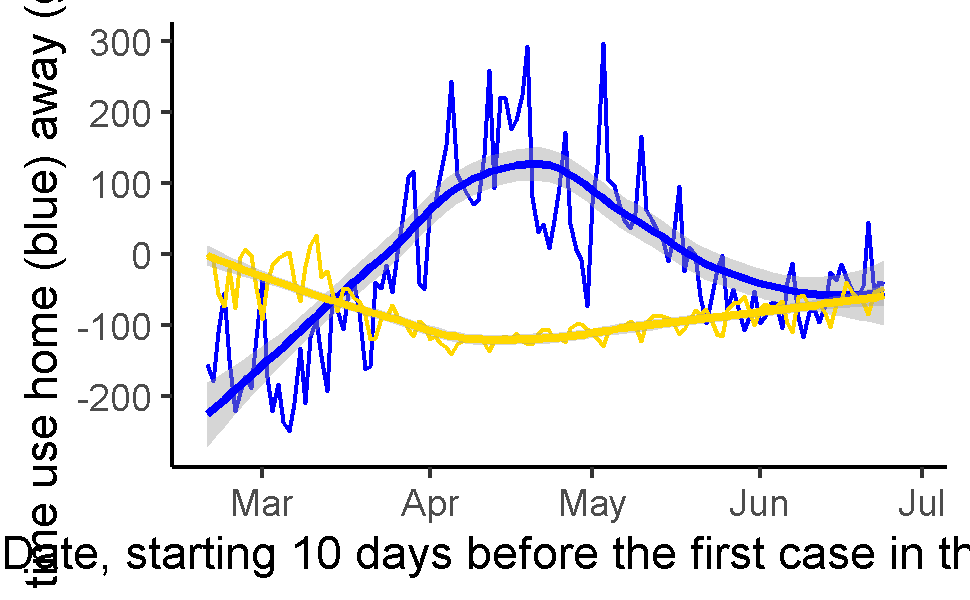 time use home (blue) away (
300
200
100
0
-100
-200
Mar Apr May Jun Jul
Date, starting 10 days before the first case in th